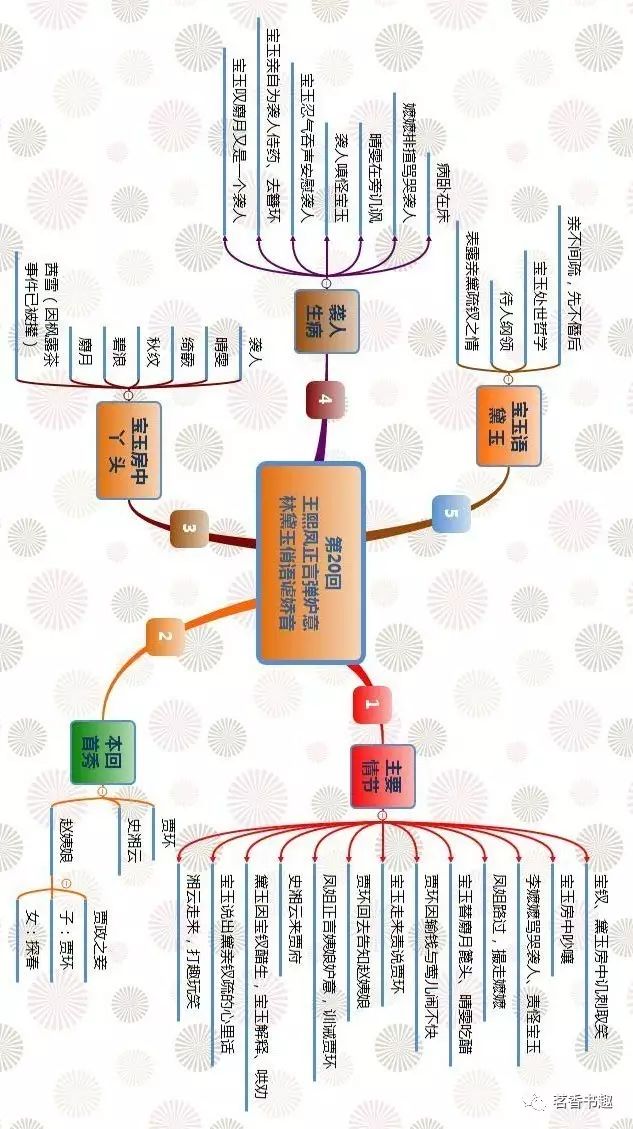 第20回
王熙凤正言弹妒意
林黛玉俏语谑娇音
1
主要
情节
宝钗、黛玉房中讥刺取笑
宝玉房中吵嚷
李嬷嬷骂哭袭人、责怪宝玉
凤姐路过，撮走嬷嬷
宝玉替麝月篦头、晴雯吃醋
贾环因输钱与莺儿闹不快
宝玉走来责说贾环
贾环回去告知赵姨娘
凤姐正言姨娘妒意，训诫贾环
史湘云来贾府
黛玉因宝钗醋生，宝玉解释、哄劝
宝玉说出黛亲钗疏的心里话
湘云走来，打趣玩笑
2
本回
首秀
贾环
史湘云
赵姨娘
贾政之妾
子：贾环
女：探春
3
宝玉房中
丫 头
袭人
晴雯
绮霰
秋纹
碧浪
麝月
茜雪（因枫露茶
事件已被撵）
4
袭人
生病
病卧在床
嬷嬷排揎骂哭袭人
晴雯在旁讥讽
袭人嗔怪宝玉
宝玉忍气吞声安慰袭人
宝玉亲自为袭人侍药、去簪环
宝玉叹麝月又是一个袭人
5
宝玉语
黛玉
亲不间疏，先不僭后
宝玉处世哲学
待人纲领
表露亲黛疏钗之情
茗香书趣